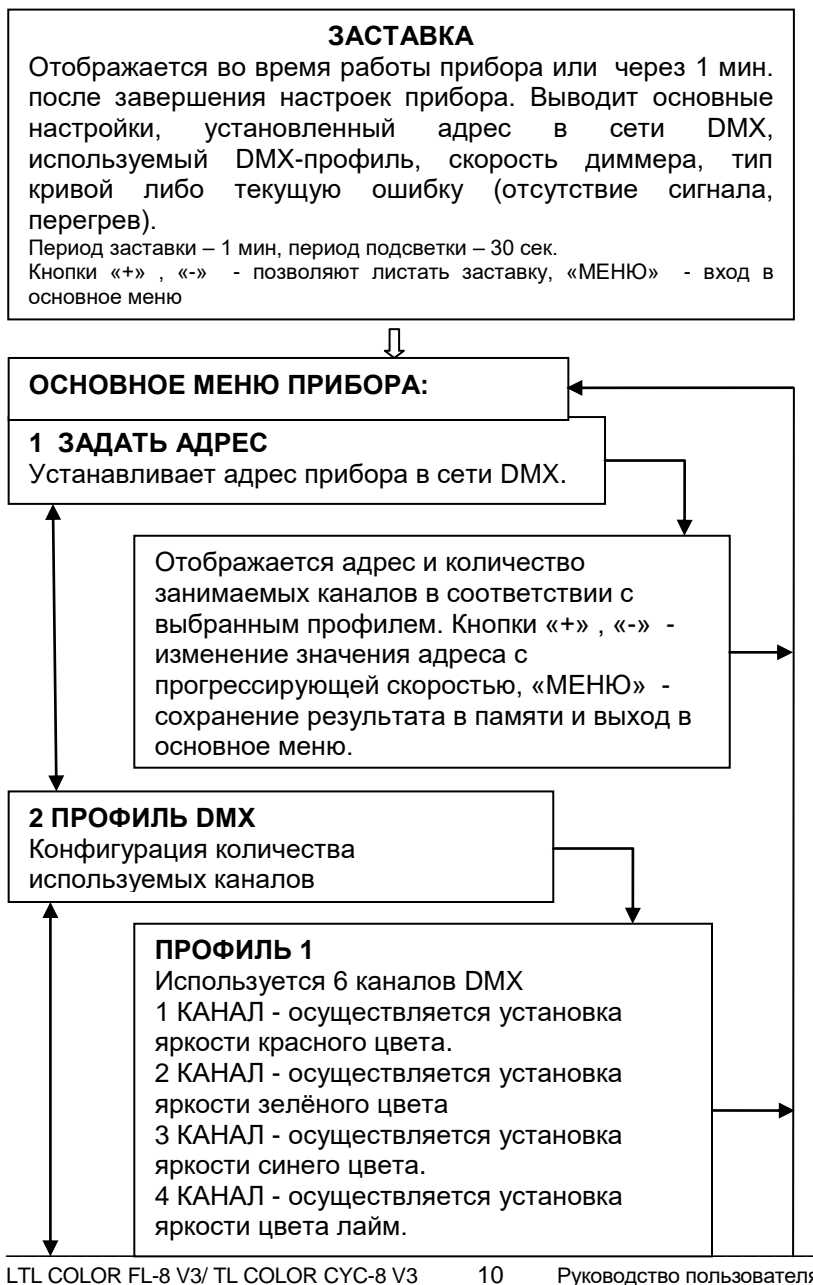 ЗАСТАВКА
Отображается во время работы прибора или через 1 мин.
после завершения настроек прибора. Выводит основные
настройки, установленный адрес в сети DMX,
используемый DMX-профиль, скорость диммера, тип
кривой либо текущую ошибку (отсутствие сигнала,
перегрев).
Период заставки – 1 мин, период подсветки – 30 сек.
Кнопки «+» , «-» - позволяют листать заставку, «МЕНЮ» - вход в
основное меню
ОСНОВНОЕ МЕНЮ ПРИБОРА:
1 ЗАДАТЬ АДРЕС
Устанавливает адрес прибора в сети DMX.
Отображается адрес и количество
занимаемых каналов в соответствии с
выбранным профилем. Кнопки «+» , «-» -
изменение значения адреса с
прогрессирующей скоростью, «МЕНЮ» -
сохранение результата в памяти и выход в
основное меню.
2 ПРОФИЛЬ DMX
Конфигурация количества
используемых каналов
ПРОФИЛЬ 1
Используется 6 каналов DMX
1 КАНАЛ - осуществляется установка
яркости красного цвета.
2 КАНАЛ - осуществляется установка
яркости зелёного цвета
3 КАНАЛ - осуществляется установка
яркости синего цвета.
4 КАНАЛ - осуществляется установка
яркости цвета лайм.
LTL COLOR FL-8 V3/ TL COLOR CYC-8 V3 10 Руководство пользователя